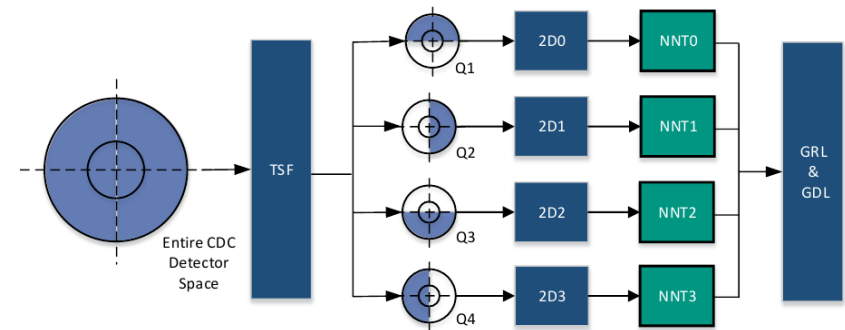 Entire CDC
Detector
Space
TSF
Q1
2D0
NNT0
Q2
2D1
NNT1
Q3
2D2
NNT2
Q4
2D3
NNT3
GRL
&
GDL